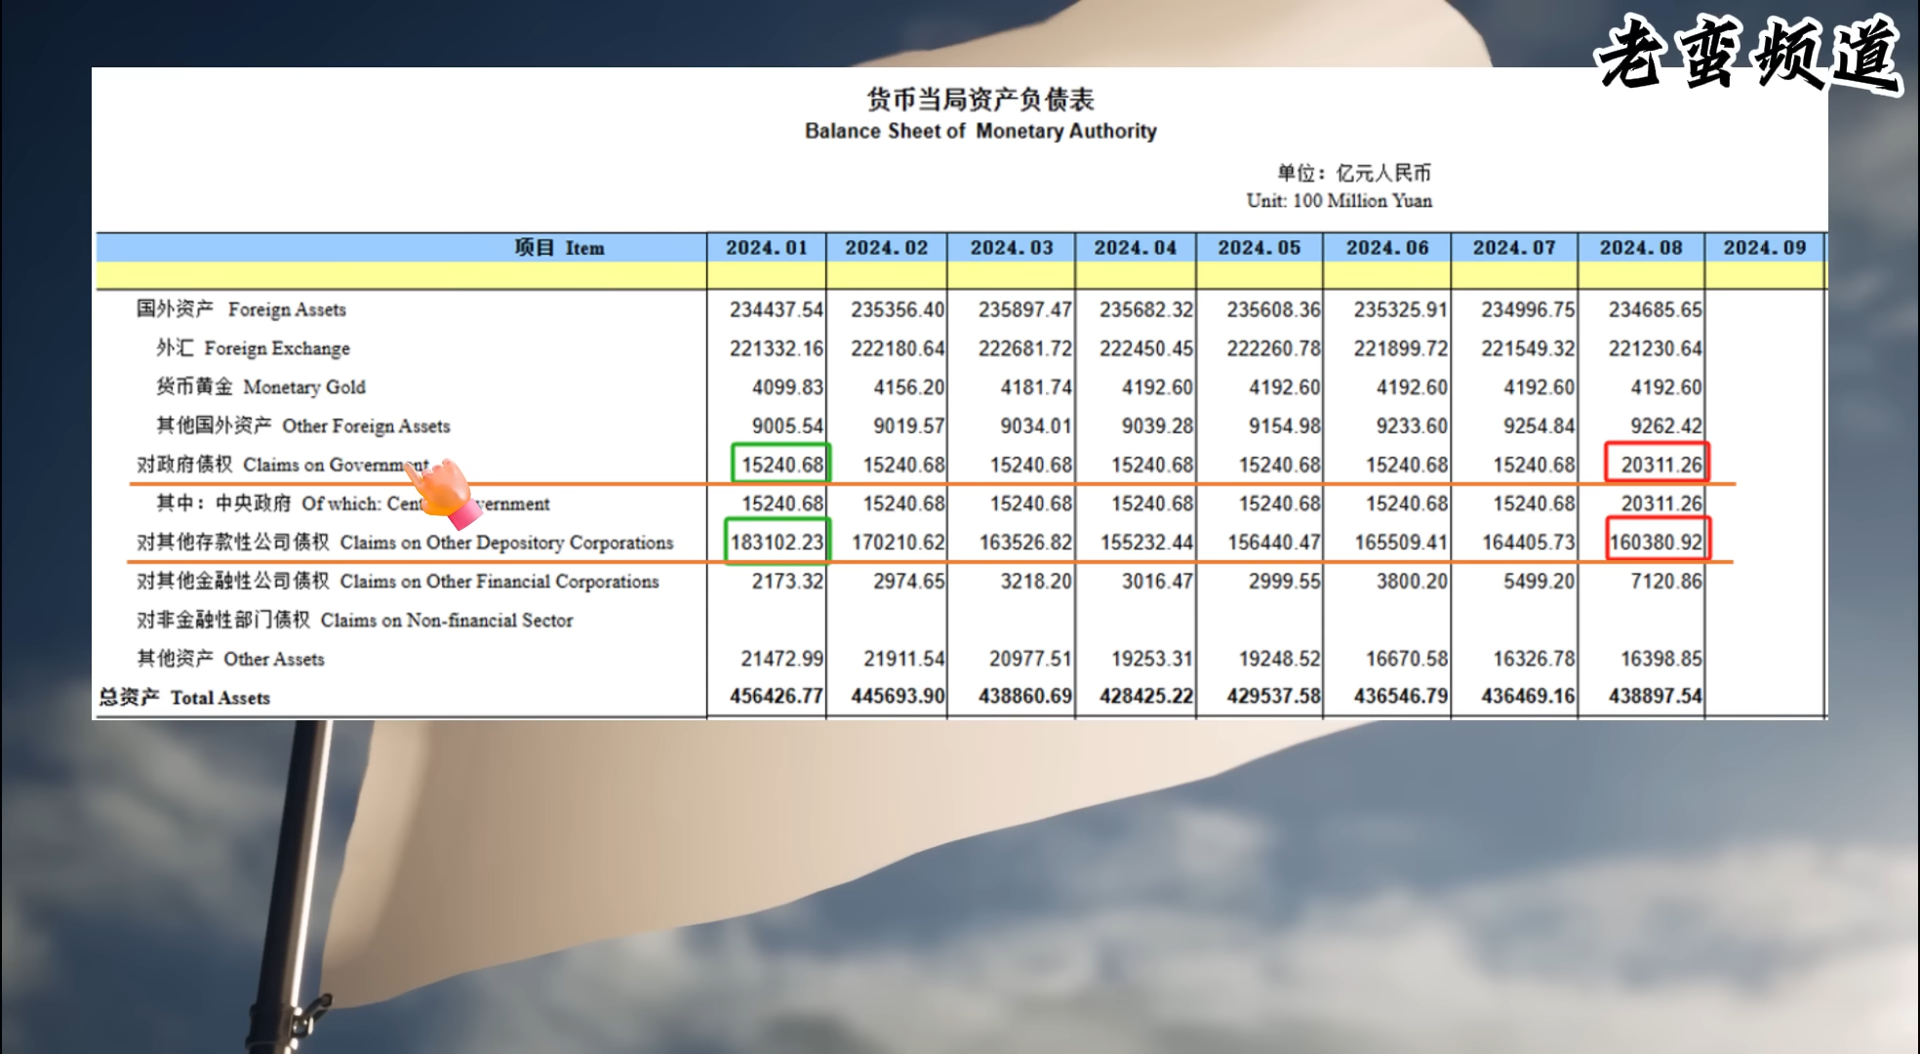 老蛮频道
货币当局资产负债表
Balance Sheet of Monetary Authority
单位：亿元人民币
Unit: 100 Million Yuan
项目 Item 2024.01 2024.02 2024.03 2024.04 2024.05 2024.06 2024.07 2024.08 2024.09
国外资产 Foreign Assets 234437.54 235356.40 235897.47 235682.32 235608.36 235325.91 234996.75 234685.65
外汇 Foreign Exchange 221332.16 222180.64 222681.72 222450.45 222260.78 221899.72 221549.32 221230.64
货币黄金 Monetary Gold 4099.83 4156.20 4181.74 4192.60 4192.60 4192.60 4192.60 4192.60
其他国外资产 Other Foreign Assets 9005.54 9019.57 9034.01 9039.28 9154.98 9233.60 9254.84 9262.42
对政府债权 Claims on Government 15240.68 15240.68 15240.68 15240.68 15240.68 15240.68 15240.68 20311.26
其中：中央政府 Of which: 15240.68 15240.68 15240.68 15240.68 15240.68 15240.68 15240.68 20311.26
对其他存款性公司债权 Claims on Other Depository Corporations 183102.23 170210.62 163526.82 155232.44 156440.47 165509.41 164405.73 160380.92
对其他金融性公司债权 Claims on Other Financial Corporations 2173.32 2974.65 3218.20 3016.47 2999.55 3800.20 5499.20 7120.86
对非金融性部门债权 Claims on Non-financial Sector
其他资产 Other Assets 21472.99 21911.54 20977.51 19253.31 19248.52 16670.58 16326.78 16398.85
总资产 Total Assets 456426.77 445693.90 438860.69 428425.22 429537.58 436546.79 436469.16 438897.54